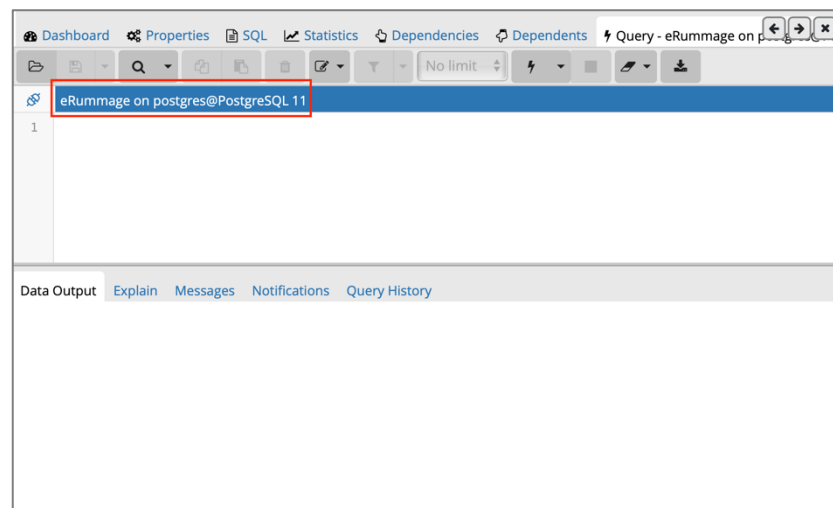 Dashboard Properties SQL Statistics Dependencies Dependents Query - eRummage on
No limit
eRummage on postgres@PostgreSQL 11
1
Data Output Explain Messages Notifications Query History